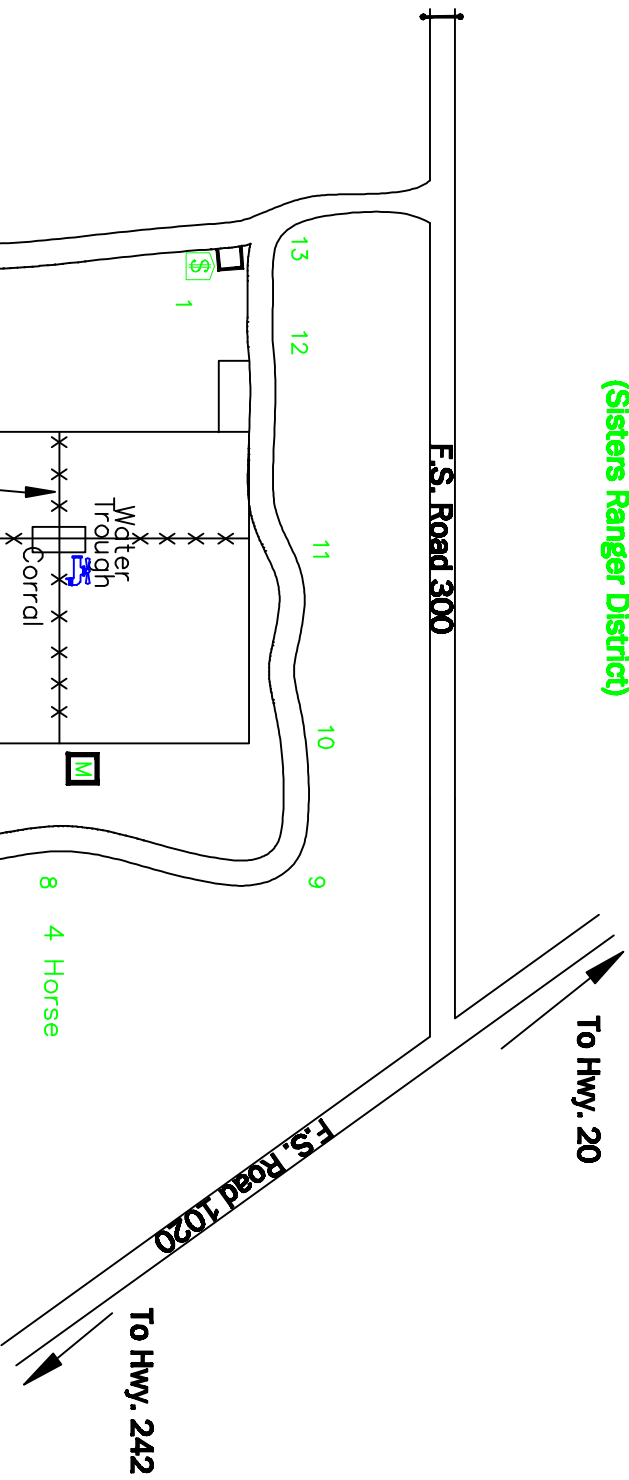 (Sisters Ranger District)
To Hwy. 20
F.S. Road 300
F.S. Road 1020
To Hwy. 242
13
12
11
10
9
$
1
Water
Trough
Corral
M
8
4 Horse